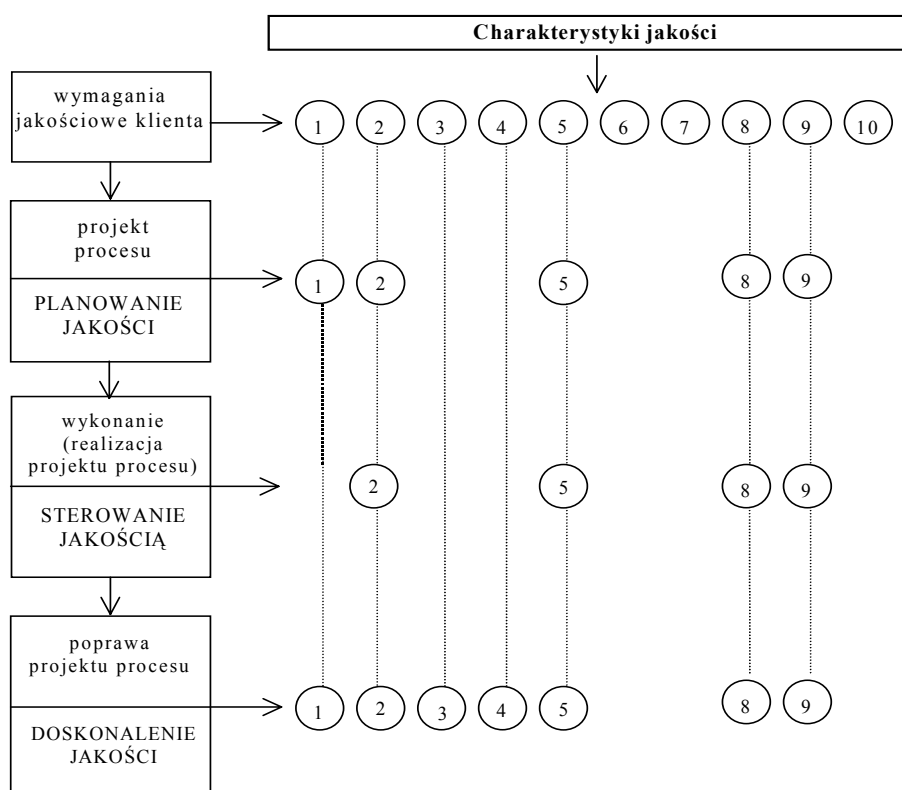 Charakterystyki jakości
wymagania
jakościowe klienta
1 2 3 4 5 6 7 8 9 10
projekt
procesu
PLANOWANIE
JAKOŚCI
1 2 5 8 9
wykonanie
(realizacja
projektu procesu)
STEROWANIE
JAKOŚCIĄ
2 5 8 9
poprawa
projektu procesu
DOSKONALENIE
JAKOŚCI
1 2 3 4 5 8 9